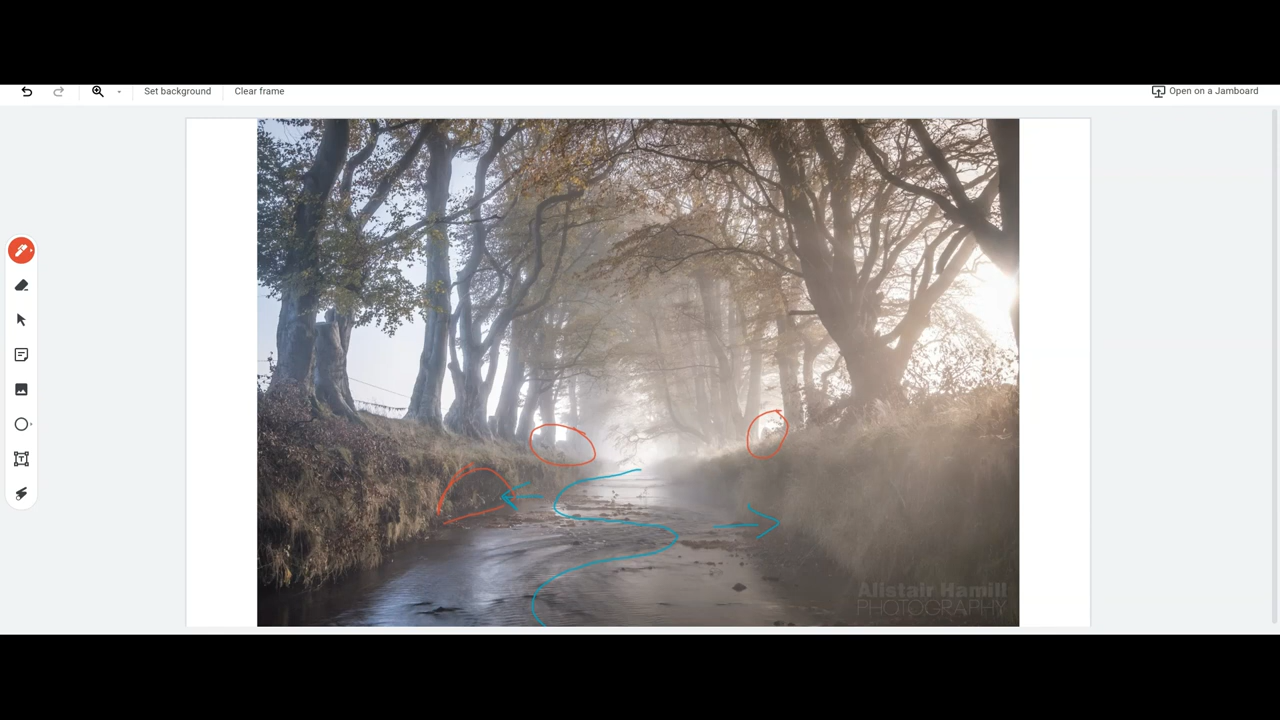 Set background
Clear frame
Open on a Jamboard
Alistair Hamill
PHOTOGRAPHY